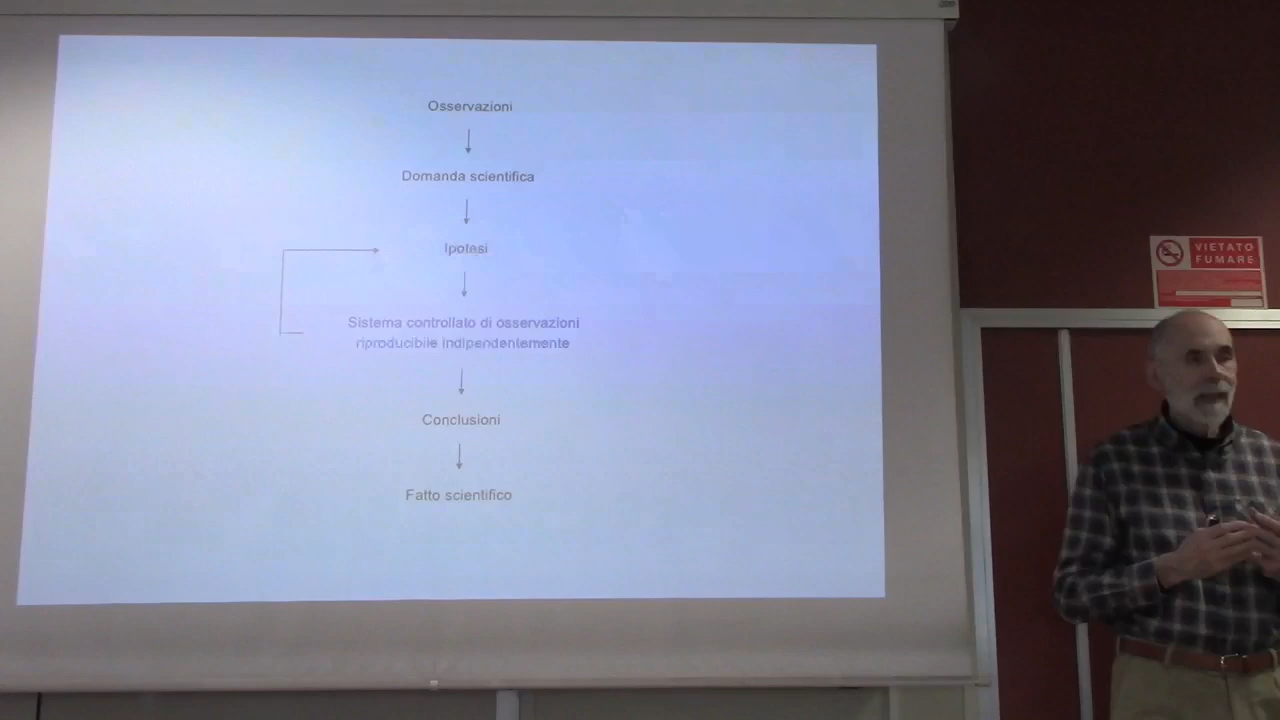 Osservazioni
Domanda scientifica
Ipotesi
Sistema controllato di osservazioni
riproducibile indipendentemente
Conclusioni
Fatto scientifico
VIETATO
FUMARE